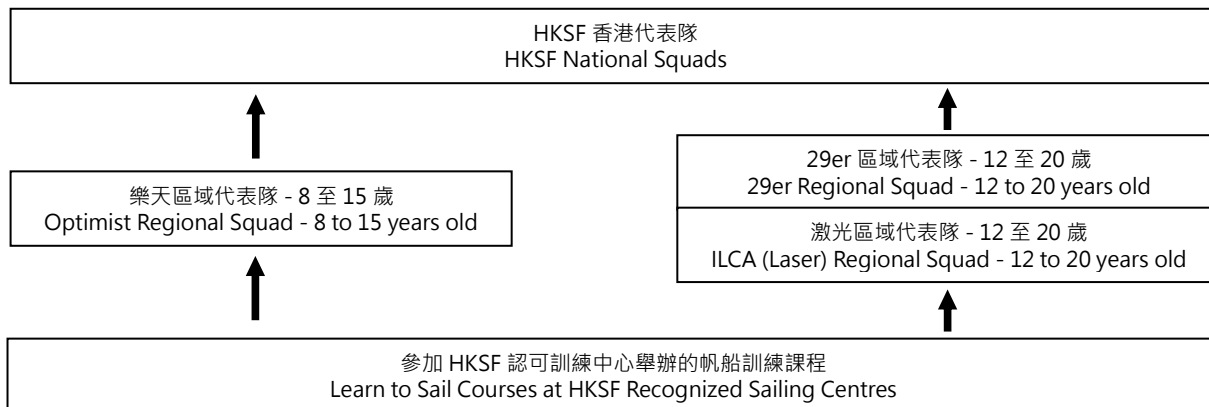 HKSF 香港代表隊
HKSF National Squads
樂天區域代表隊 - 8 至 15 歲
Optimist Regional Squad - 8 to 15 years old
29er 區域代表隊 - 12 至 20 歲
29er Regional Squad - 12 to 20 years old
激光區域代表隊 - 12 至 20 歲
ILCA (Laser) Regional Squad - 12 to 20 years old
參加 HKSF 認可訓練中心舉辦的帆船訓練課程
Learn to Sail Courses at HKSF Recognized Sailing Centres